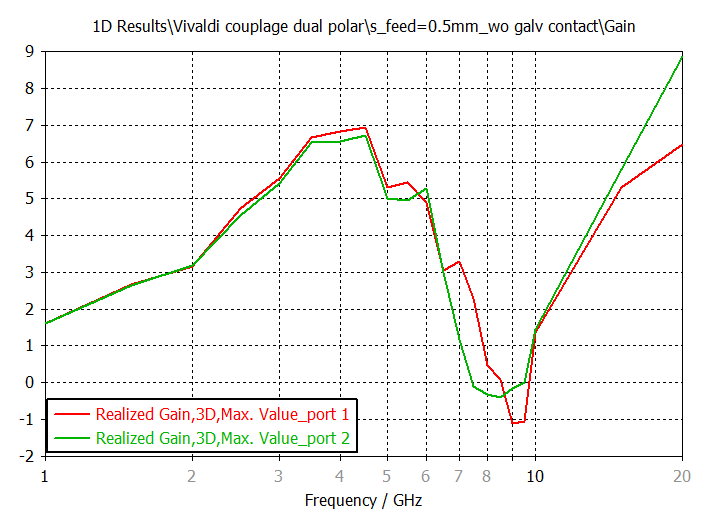 1D Results\Vivaldi couplage dual polar\s_feed=0.5mm_wo galv contact\Gain
9
8
7
6
5
4
3
2
1
0
-1
-2
Realized Gain,3D,Max. Value_port 1
Realized Gain,3D,Max. Value_port 2
1 2 3 4 5 6 7 8 10 20
Frequency / GHz